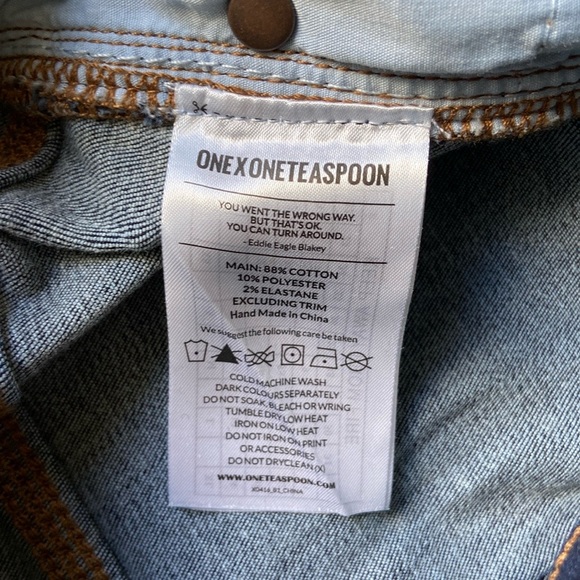 ONEXONETEASPOON
YOU WENT THE WRONG WAY.
BUT THAT'S OK.
YOU CAN TURN AROUND.
- Eddie Eagle Blakey
MAIN: 88% COTTON
10% POLYESTER
2% ELASTANE
EXCLUDING TRIM
Hand Made in China
We suggest the following care be taken
COLD MACHINE WASH
DARK COLOURS SEPARATELY
DO NOT SOAK, BLEACH OR WRING
TUMBLE DRY LOW HEAT
IRON ON LOW HEAT
DO NOT IRON ON PRINT
OR ACCESSORIES
DO NOT DRYCLEAN (X)
WWW.ONETEASPOON.COM